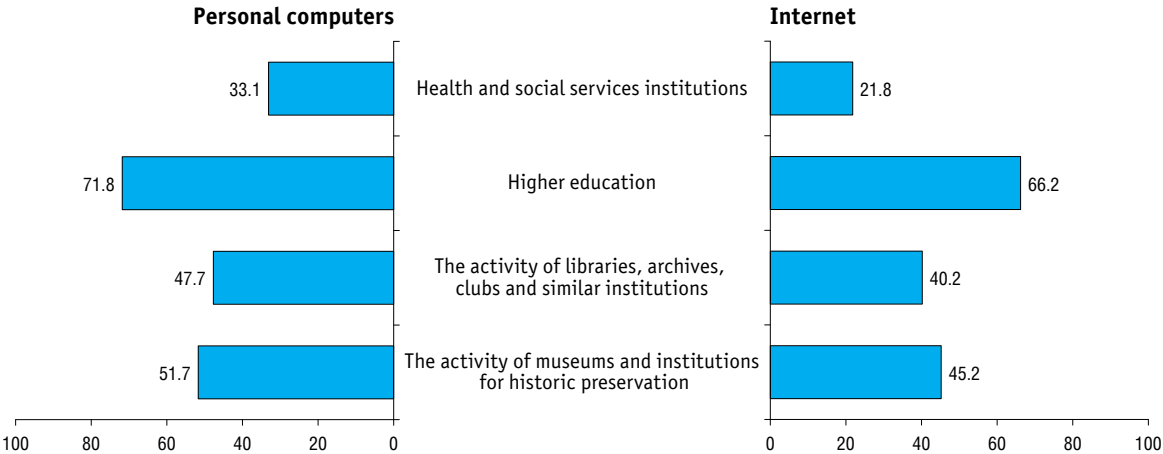 Personal computers
Internet
33.1
Health and social services institutions
21.8
71.8
Higher education
66.2
47.7
The activity of libraries, archives,
clubs and similar institutions
40.2
51.7
The activity of museums and institutions
for historic preservation
45.2
100 80 60 40 20 0
0 20 40 60 80 100